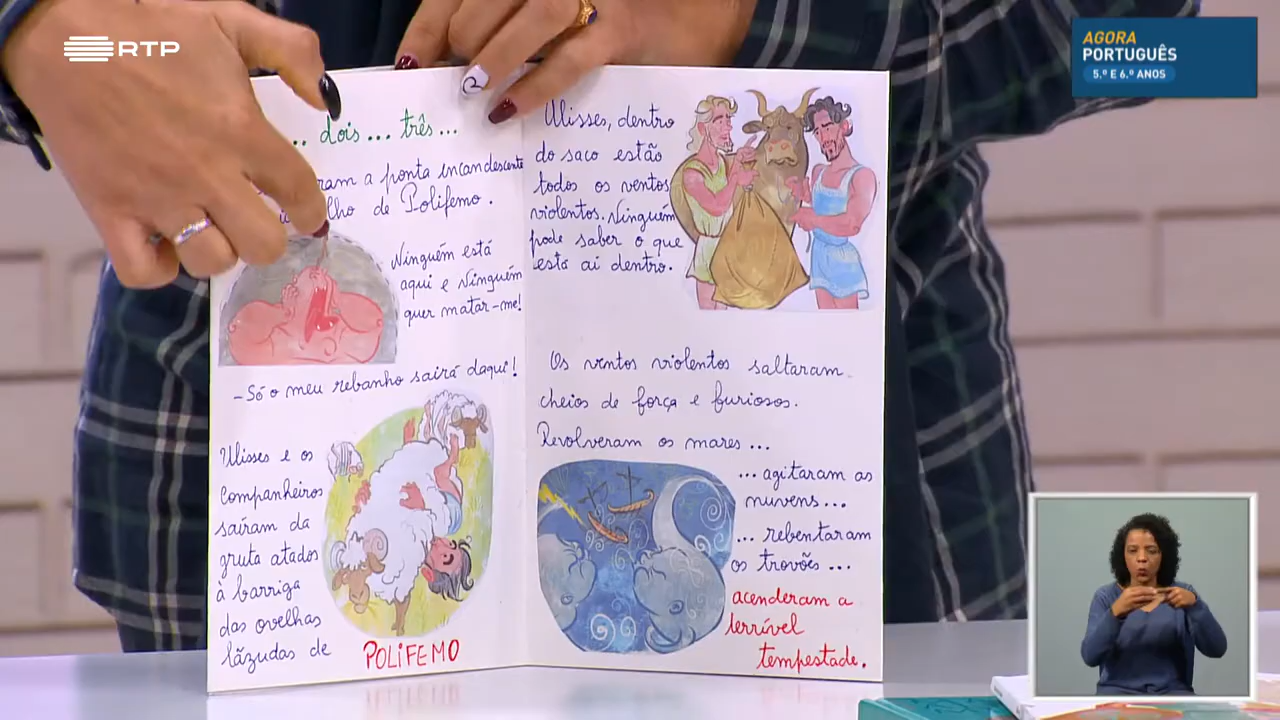 RTP
AGORA
PORTUGUÊS
5.º E 6.º ANOS
... dois ... três ...
a ponta incandescente
de Polifemo.
Ninguém está
aqui e Ninguém
quer matar-me!
- Só o meu rebanho sairá daqui!
Ulisses e os
companheiros
saíram da
gruta atados
à barriga
das ovelhas
lãzudas de
POLIFEMO
Ulisses, dentro
do saco estão
todos os ventos
violentos. Ninguém
pode saber o que
está aí dentro.
Os ventos violentos saltaram
cheios de força e furiosos.
Revolveram os mares ...
... agitaram as
nuvens...
... rebentaram
os trovões ...
acenderam a
terrível
tempestade.